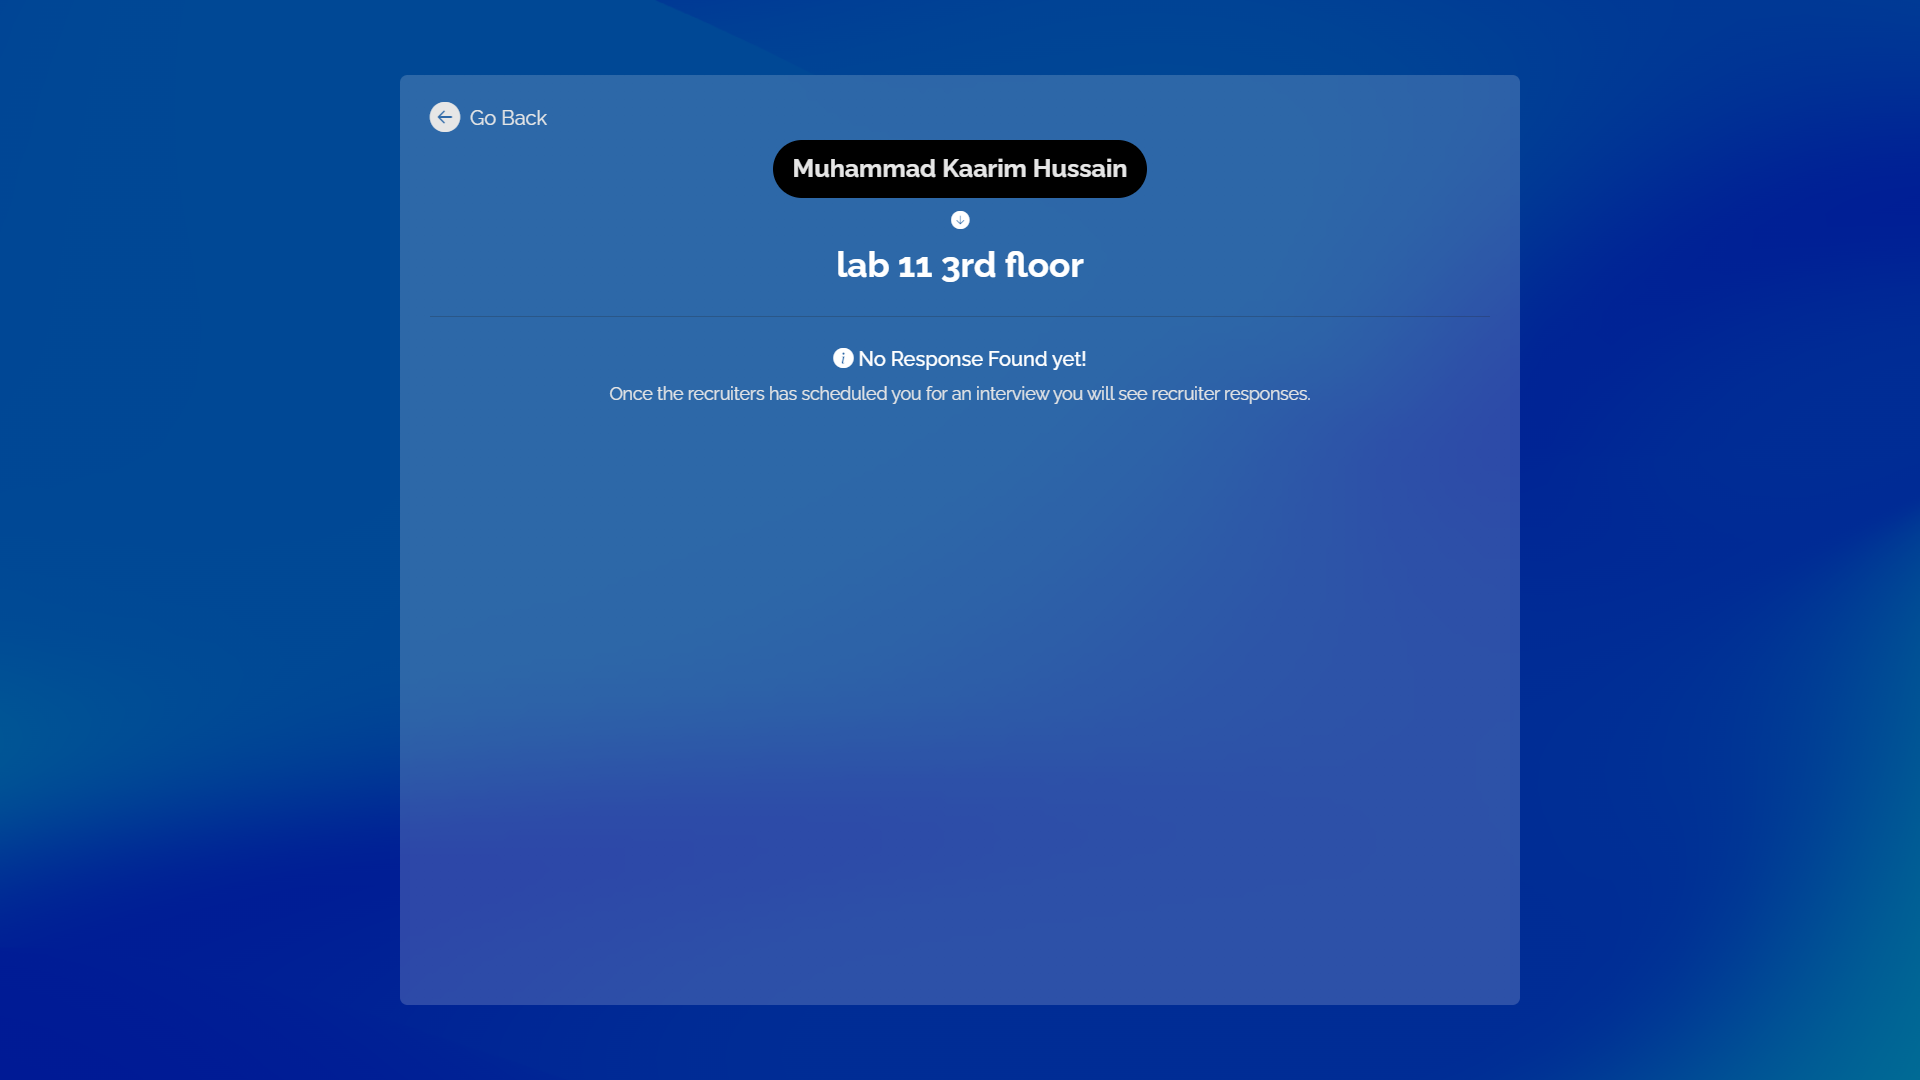 Go Back
Muhammad Kaarim Hussain
lab 11 3rd floor
No Response Found yet!
Once the recruiters has scheduled you for an interview you will see recruiter responses.